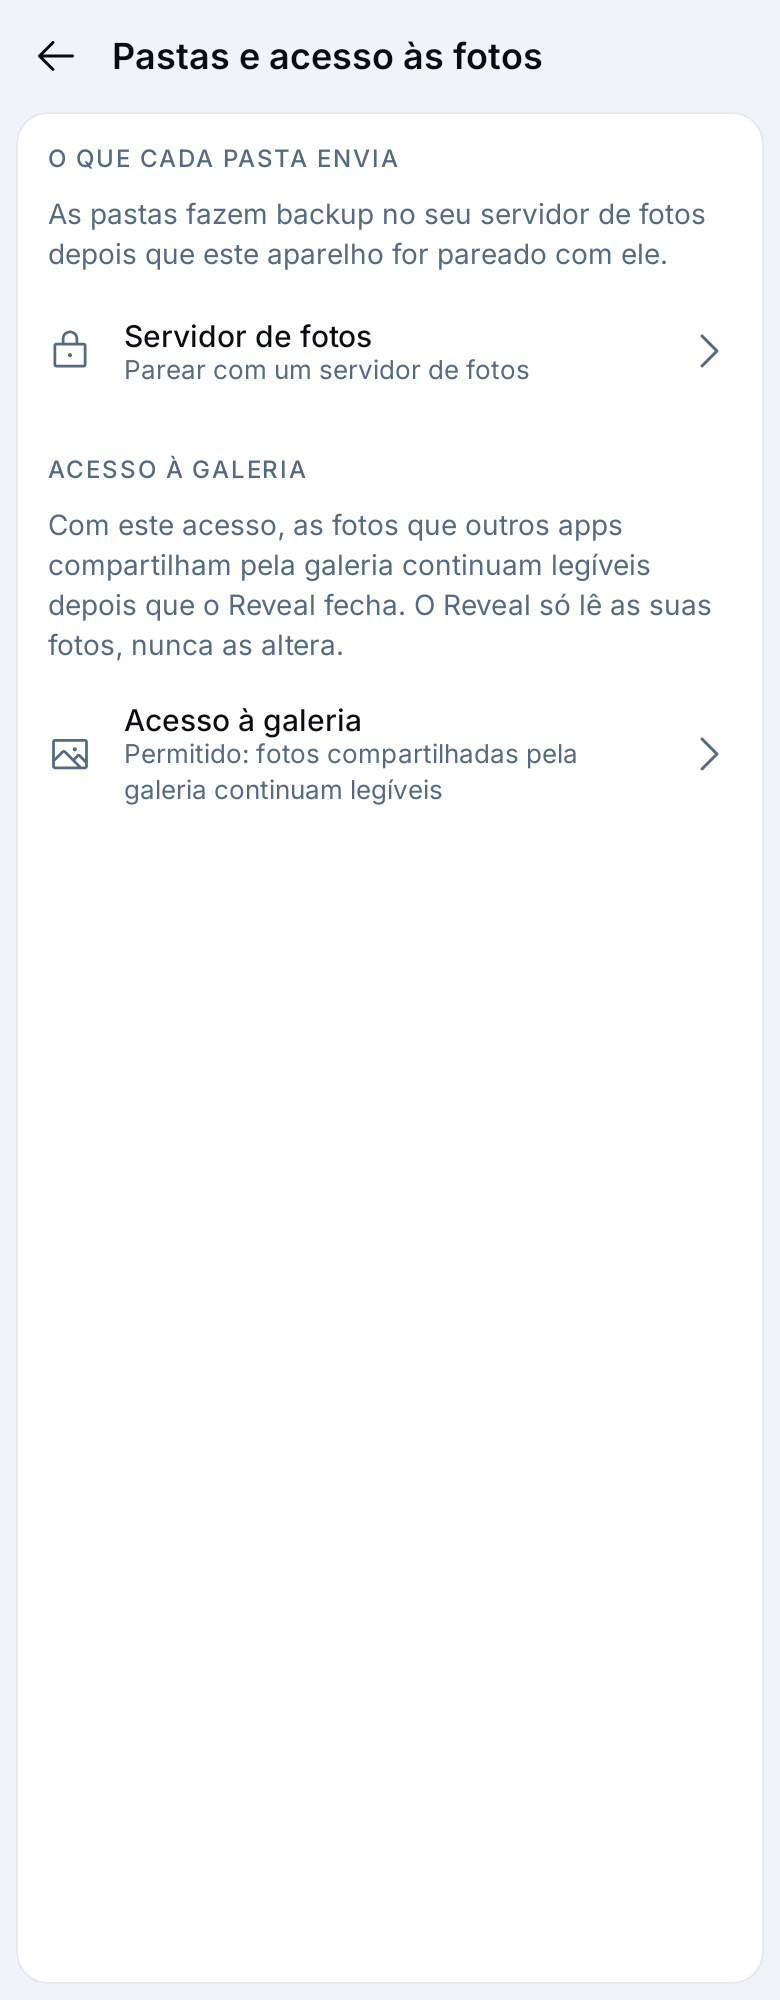 Pastas e acesso às fotos
O QUE CADA PASTA ENVIA
As pastas fazem backup no seu servidor de fotos
depois que este aparelho for pareado com ele.
Servidor de fotos
Parear com um servidor de fotos
ACESSO À GALERIA
Com este acesso, as fotos que outros apps
compartilham pela galeria continuam legíveis
depois que o Reveal fecha. O Reveal só lê as suas
fotos, nunca as altera.
Acesso à galeria
Permitido: fotos compartilhadas pela
galeria continuam legíveis